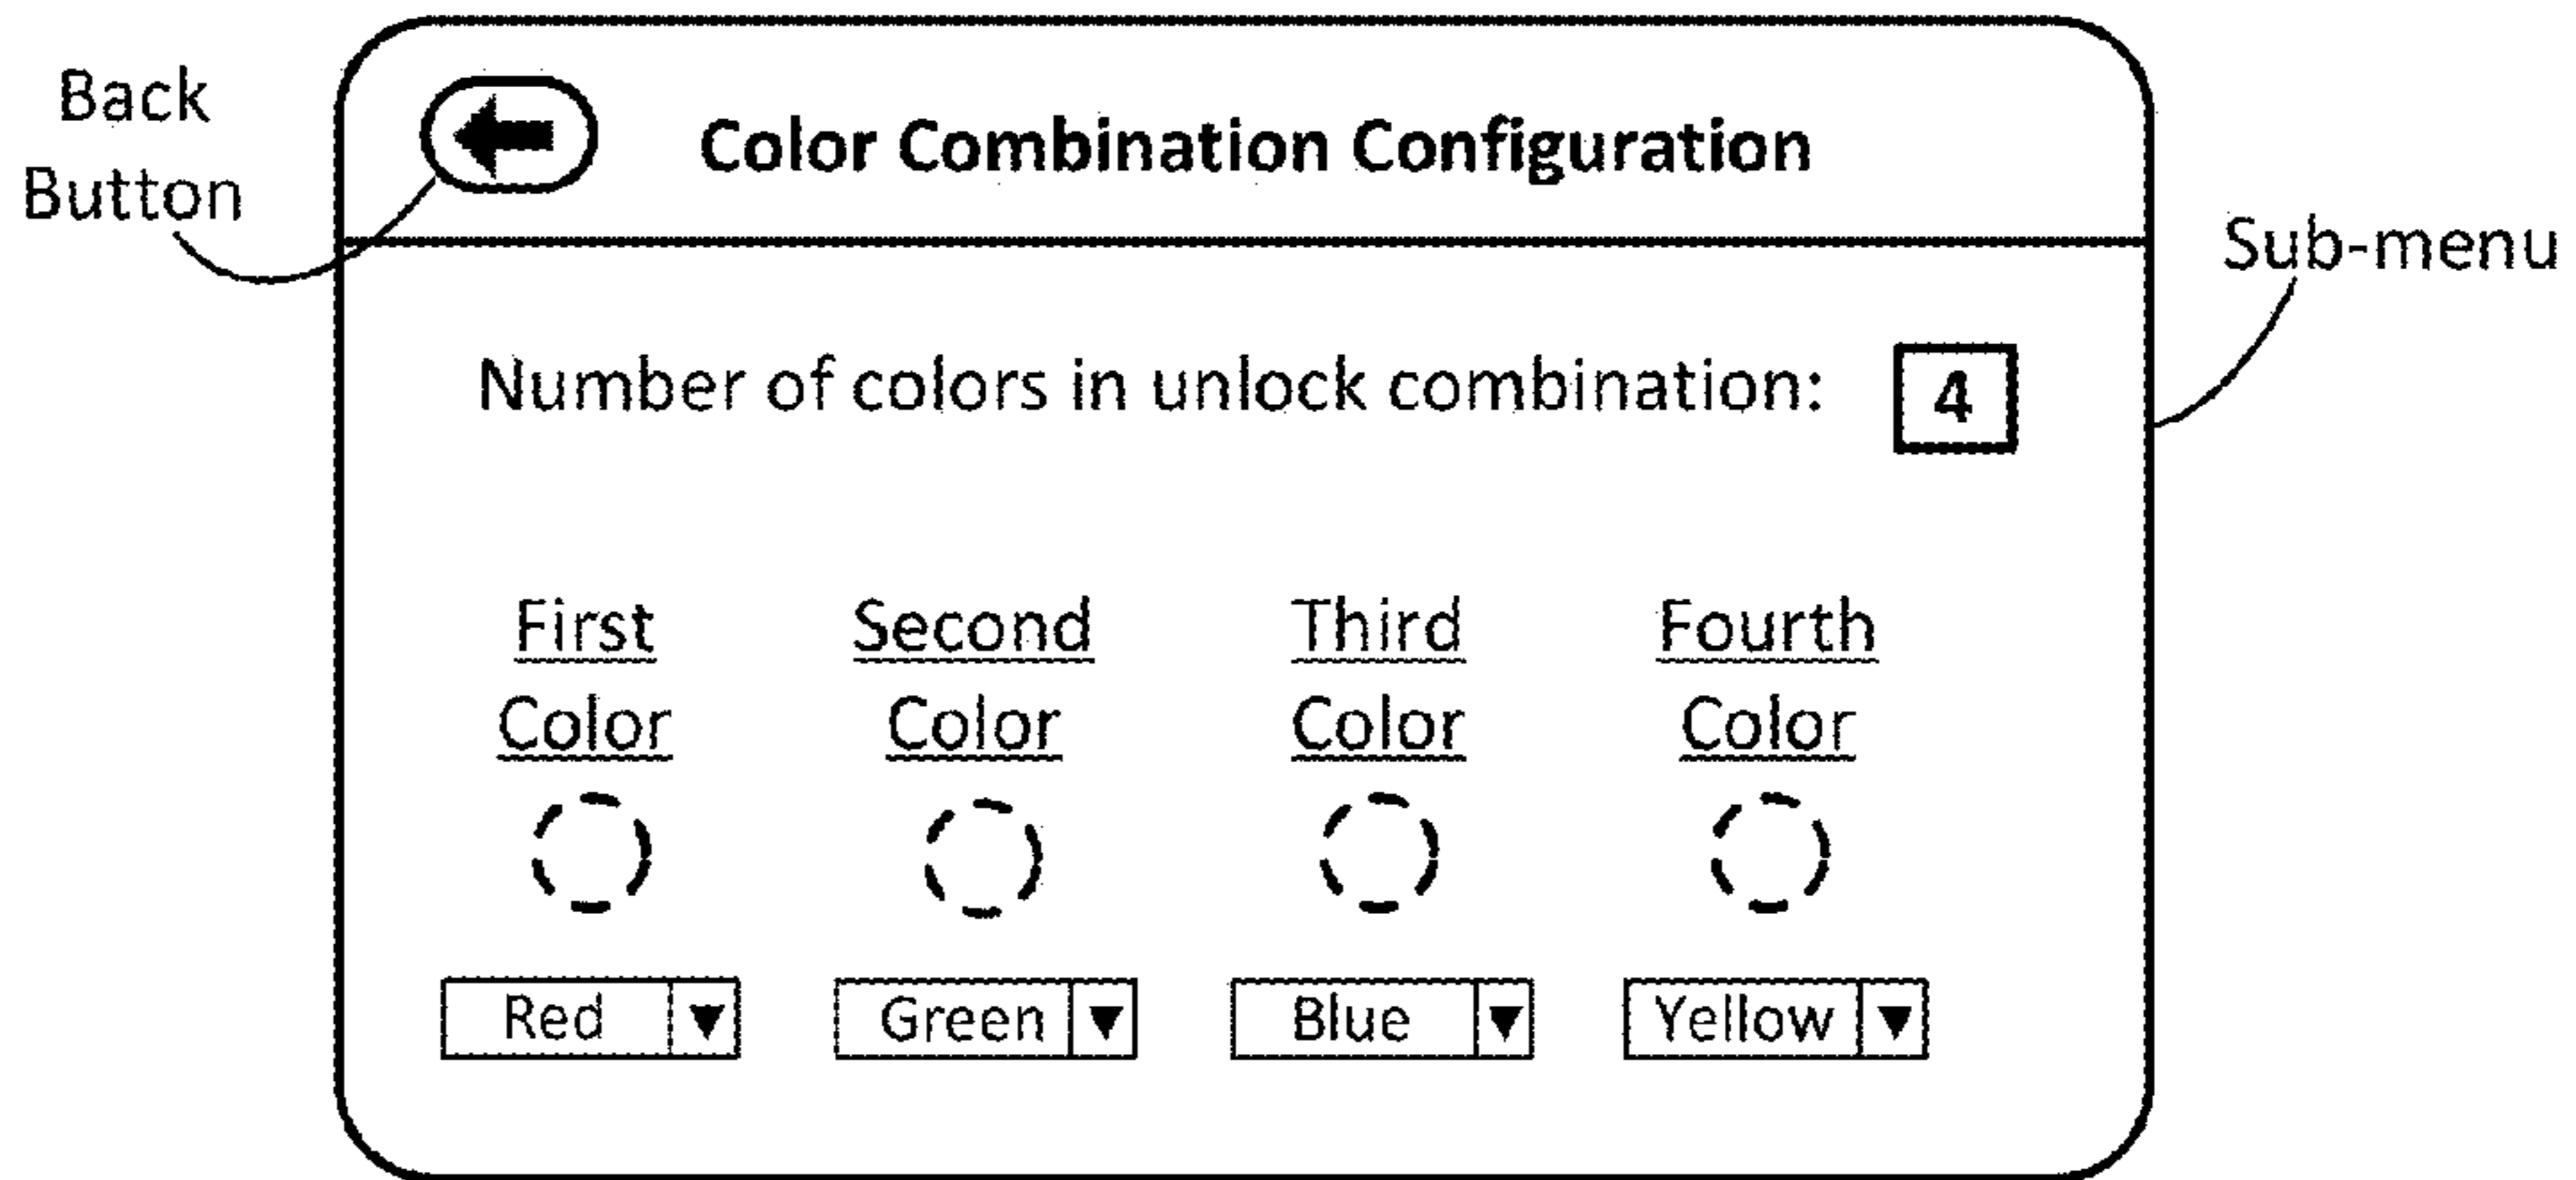 Back
Button
Color Combination Configuration
Sub-menu
Number of colors in unlock combination: 4
First Second Third Fourth
Color Color Color Color
Red Green Blue Yellow